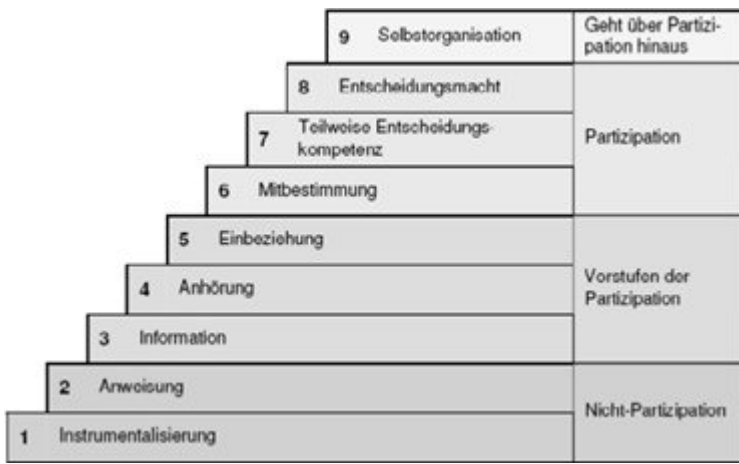 9 Selbstorganisation
Geht über Partizi-
pation hinaus
8 Entscheidungsmacht
7 Teilweise Entscheidungs-
kompetenz
Partizipation
6 Mitbestimmung
5 Einbeziehung
4 Anhörung
Vorstufen der
Partizipation
3 Information
2 Anweisung
Nicht-Partizipation
1 Instrumentalisierung